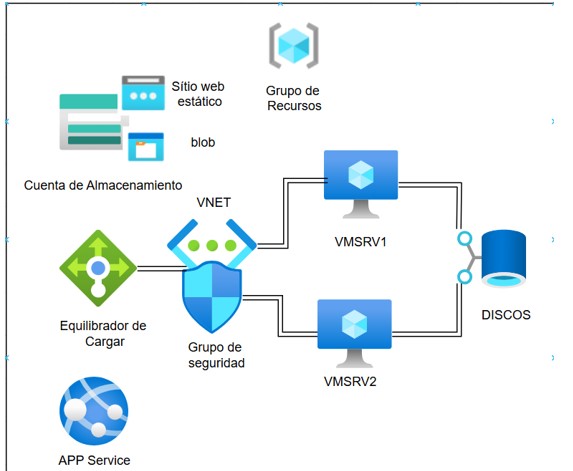 Grupo de
Recursos
Sítio web
estático
blob
Cuenta de Almacenamiento
VNET
VMSRV1
Equilibrador de
Cargar
Grupo de
seguridad
DISCOS
VMSRV2
APP Service